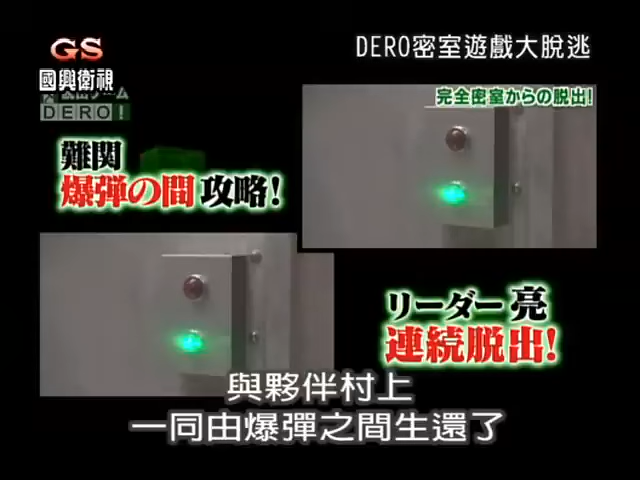 GS
國興衛視
DERO密室遊戲大脫逃
DERO!
完全密室からの脱出!
難関
爆弾の間攻略!
リーダー亮
連続脱出!
與夥伴村上
一同由爆彈之間生還了